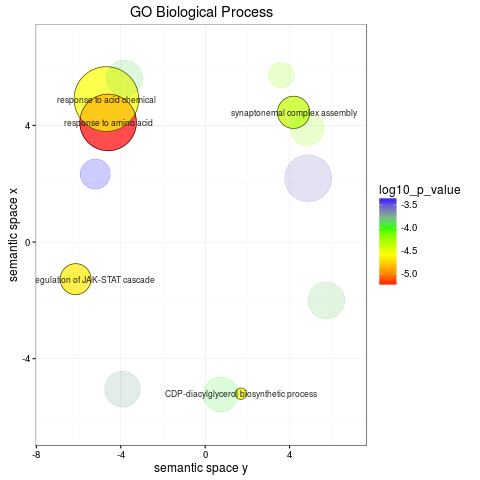 GO Biological Process
response to acid chemical
response to amino acid
synaptonemal complex assembly
egulation of JAK-STAT cascade
CDP-diacylglycerol biosynthetic process
4
0
-4
-8
-4
0
4
semantic space x
semantic space y
log10_p_value
-3.5
-4.0
-4.5
-5.0